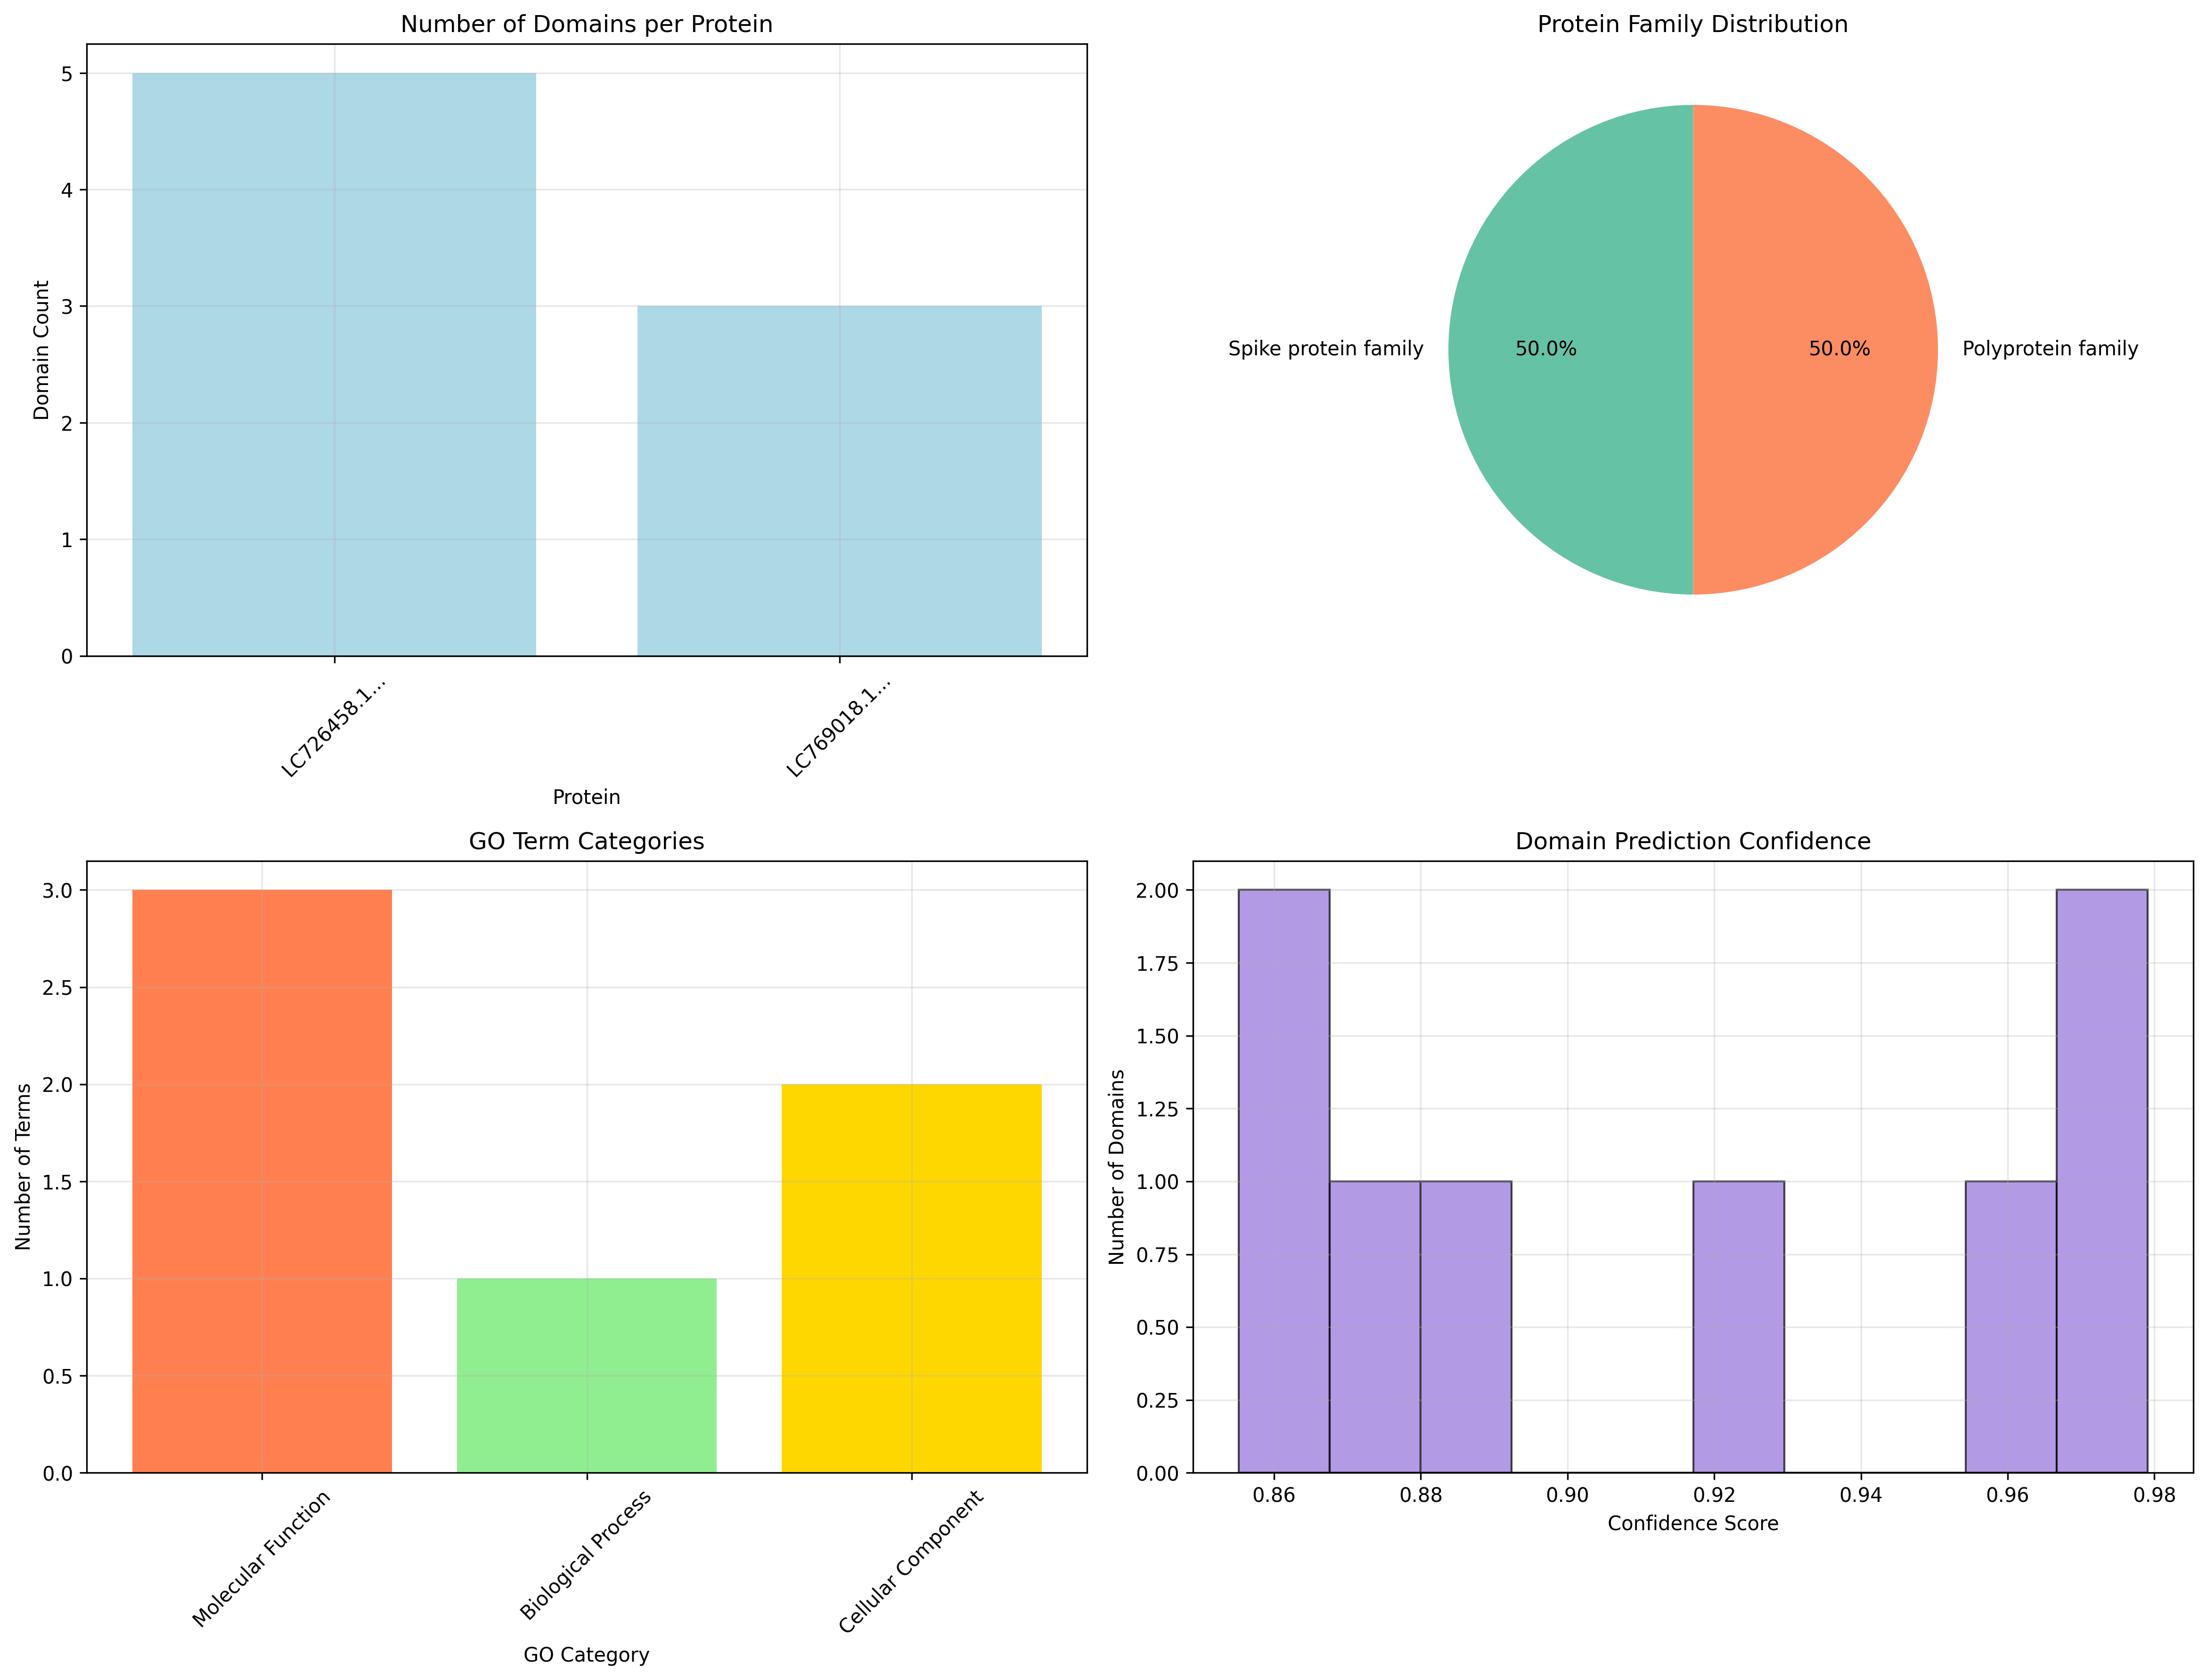 Number of Domains per Protein
5
4
3
2
1
0
Domain Count
LC726458.1...
LC769018.1...
Protein
Protein Family Distribution
Spike protein family
50.0%
50.0%
Polyprotein family
GO Term Categories
3.0
2.5
2.0
1.5
1.0
0.5
0.0
Number of Terms
Molecular Function
Biological Process
Cellular Component
GO Category
Domain Prediction Confidence
2.00
1.75
1.50
1.25
1.00
0.75
0.50
0.25
0.00
Number of Domains
0.86
0.88
0.90
0.92
0.94
0.96
0.98
Confidence Score